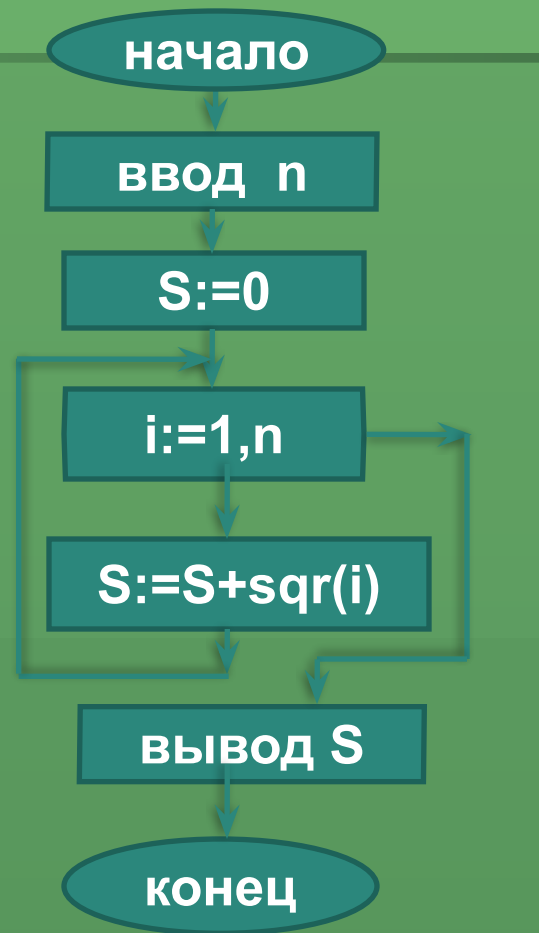 начало
ввод n
S:=0
i:=1,n
S:=S+sqr(i)
вывод S
конец